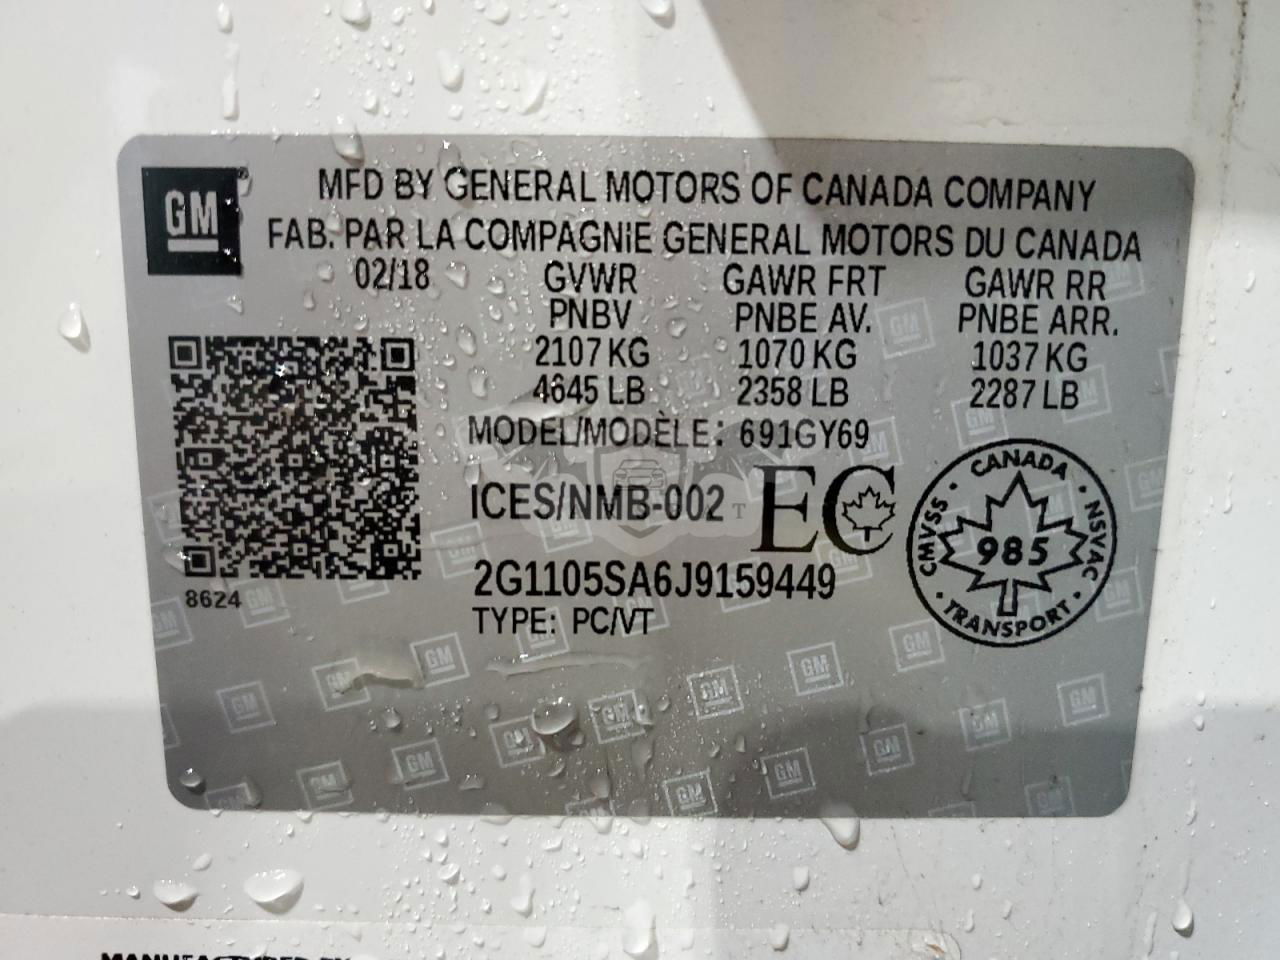 GM
MFD BY GENERAL MOTORS OF CANADA COMPANY
FAB. PAR LA COMPAGNIE GENERAL MOTORS DU CANADA
02/18 GVWR GAWR FRT GAWR RR
PNBV PNBE AV. PNBE ARR.
2107 KG 1070 KG 1037 KG
4645 LB 2358 LB 2287 LB
MODEL/MODÈLE: 691GY69
ICES/NMB-002 EC
2G1105SA6J9159449
TYPE: PC/VT
8624
CANADA
CMVSS · NSVAC
985
TRANSPORT
MANUFACTURED BY